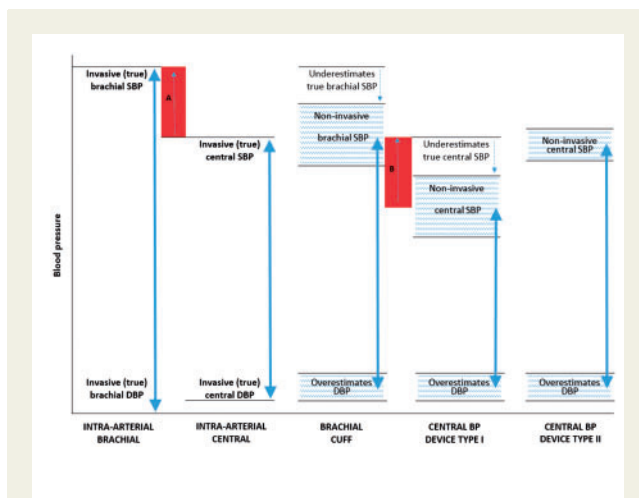 Invasive (true)
brachial SBP
A
Invasive (true)
central SBP
Underestimates
true brachial SBP
Non-invasive
brachial SBP
B
Underestimates
true central SBP
Non-invasive
central SBP
Non-invasive
central SBP
Blood pressure
Invasive (true)
brachial DBP
Invasive (true)
central DBP
Overestimates
DBP
Overestimates
DBP
Overestimates
DBP
INTRA-ARTERIAL
BRACHIAL
INTRA-ARTERIAL
CENTRAL
BRACHIAL
CUFF
CENTRAL BP
DEVICE TYPE I
CENTRAL BP
DEVICE TYPE II